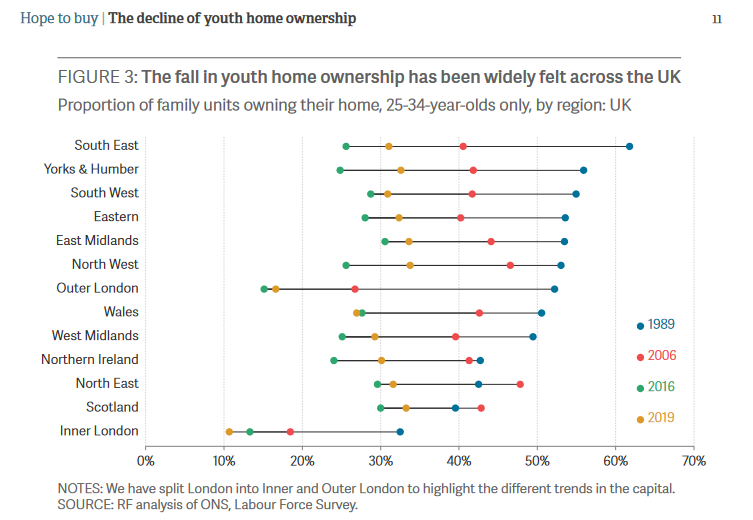 Hope to buy | The decline of youth home ownership 11
FIGURE 3: The fall in youth home ownership has been widely felt across the UK
Proportion of family units owning their home, 25-34-year-olds only, by region: UK
South East
Yorks & Humber
South West
Eastern
East Midlands
North West
Outer London
Wales
West Midlands
Northern Ireland
North East
Scotland
Inner London
1989
2006
2016
2019
0% 10% 20% 30% 40% 50% 60% 70%
NOTES: We have split London into Inner and Outer London to highlight the different trends in the capital.
SOURCE: RF analysis of ONS, Labour Force Survey.